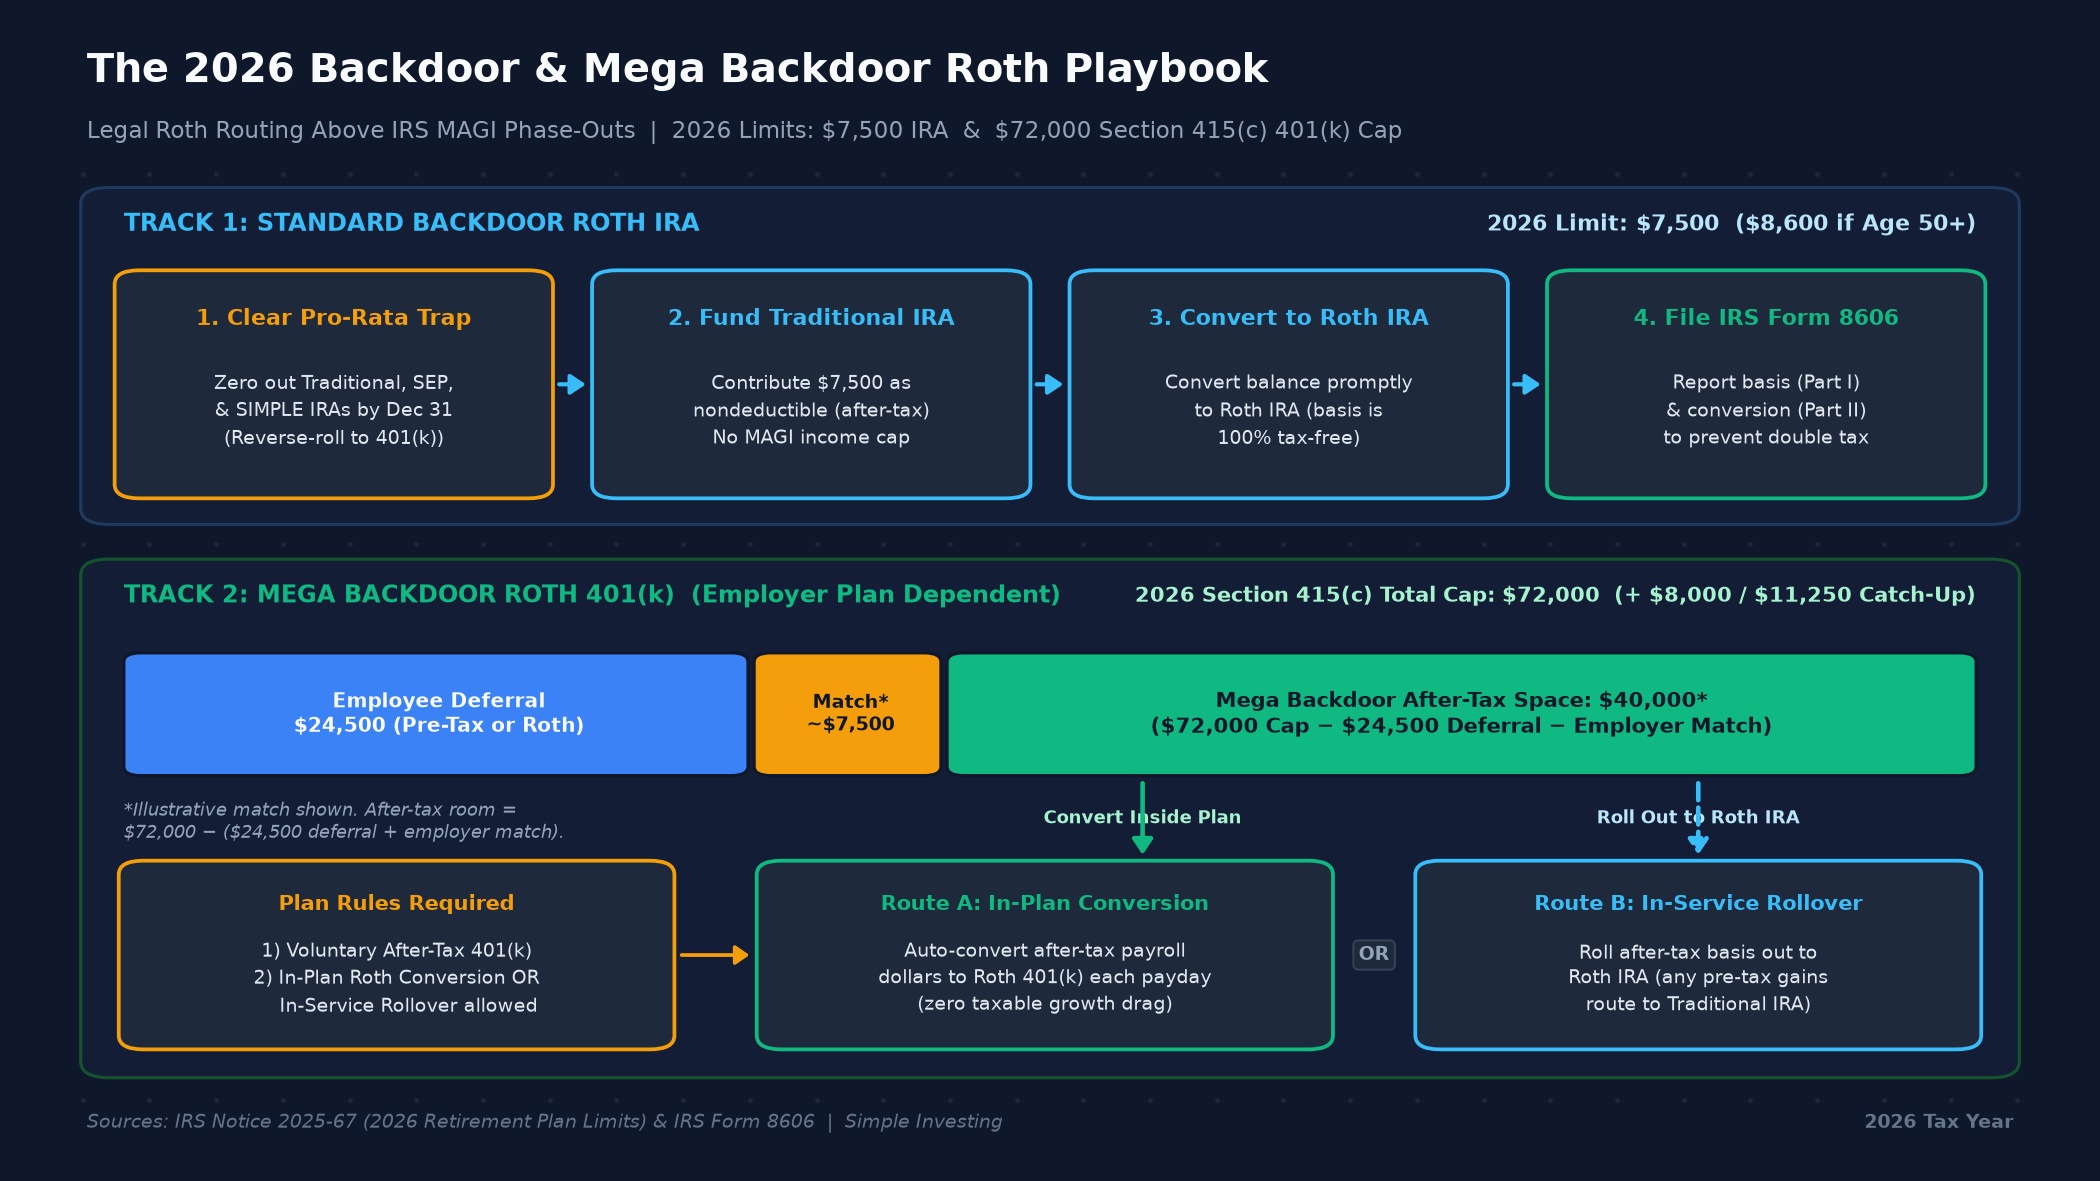 The 2026 Backdoor & Mega Backdoor Roth Playbook
Legal Roth Routing Above IRS MAGI Phase-Outs | 2026 Limits: $7,500 IRA & $72,000 Section 415(c) 401(k) Cap
TRACK 1: STANDARD BACKDOOR ROTH IRA
2026 Limit: $7,500 ($8,600 if Age 50+)
1. Clear Pro-Rata Trap
Zero out Traditional, SEP,
& SIMPLE IRAs by Dec 31
(Reverse-roll to 401(k))
2. Fund Traditional IRA
Contribute $7,500 as
nondeductible (after-tax)
No MAGI income cap
3. Convert to Roth IRA
Convert balance promptly
to Roth IRA (basis is
100% tax-free)
4. File IRS Form 8606
Report basis (Part I)
& conversion (Part II)
to prevent double tax
TRACK 2: MEGA BACKDOOR ROTH 401(k) (Employer Plan Dependent)
2026 Section 415(c) Total Cap: $72,000 (+ $8,000 / $11,250 Catch-Up)
Employee Deferral
$24,500 (Pre-Tax or Roth)
Match*
~$7,500
Mega Backdoor After-Tax Space: $40,000*
($72,000 Cap − $24,500 Deferral − Employer Match)
*Illustrative match shown. After-tax room =
$72,000 − ($24,500 deferral + employer match).
Convert Inside Plan
Roll Out to Roth IRA
Plan Rules Required
1) Voluntary After-Tax 401(k)
2) In-Plan Roth Conversion OR
In-Service Rollover allowed
Route A: In-Plan Conversion
Auto-convert after-tax payroll
dollars to Roth 401(k) each payday
(zero taxable growth drag)
OR
Route B: In-Service Rollover
Roll after-tax basis out to
Roth IRA (any pre-tax gains
route to Traditional IRA)
Sources: IRS Notice 2025-67 (2026 Retirement Plan Limits) & IRS Form 8606 | Simple Investing
2026 Tax Year